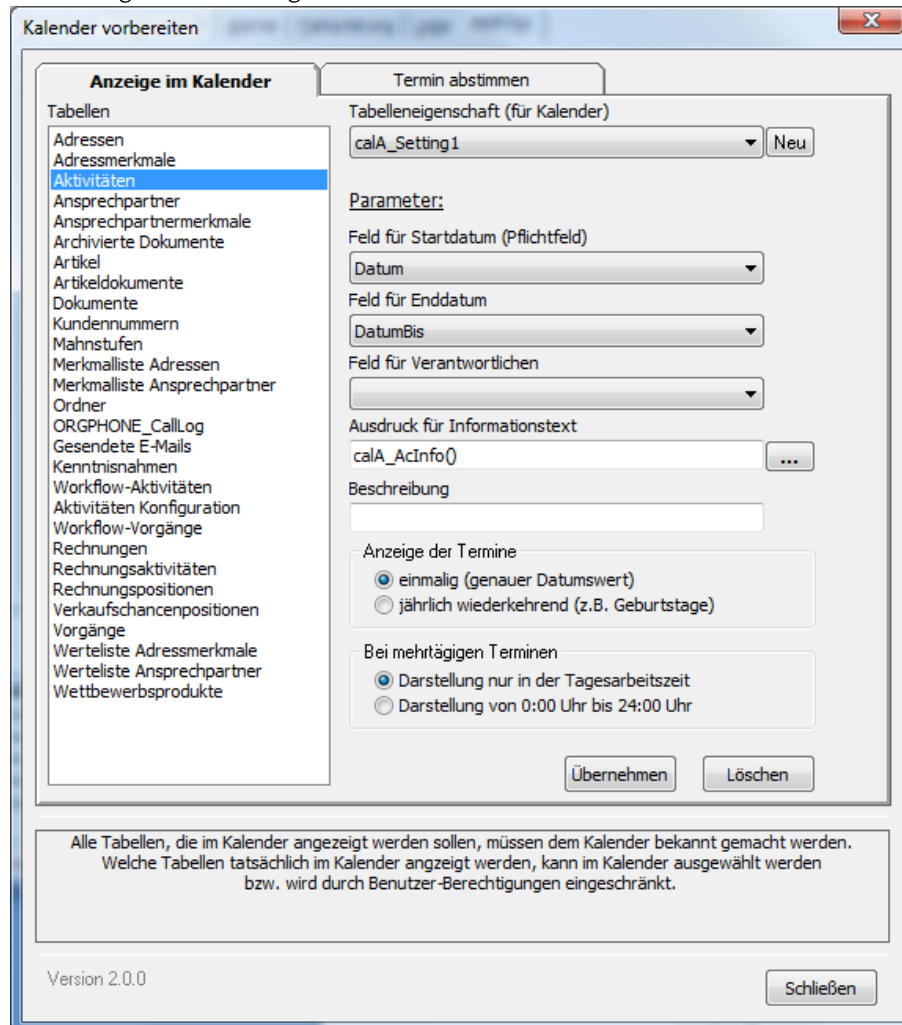 Kalender vorbereiten
Anzeige im Kalender
Termin abstimmen
Tabellen
Adressen
Adressmerkmale
Aktivitäten
Ansprechpartner
Ansprechpartnermerkmale
Archivierte Dokumente
Artikel
Artikeldokumente
Dokumente
Kundennummern
Mahnstufen
Merkmalliste Adressen
Merkmalliste Ansprechpartner
Ordner
ORGPHONE_CallLog
Gesendete E-Mails
Kenntnisnahmen
Workflow-Aktivitäten
Aktivitäten Konfiguration
Workflow-Vorgänge
Rechnungen
Rechnungsaktivitäten
Rechnungspositionen
Verkaufschancenpositionen
Vorgänge
Werteliste Adressmerkmale
Werteliste Ansprechpartner
Wettbewerbsprodukte
Tabelleneigenschaft (für Kalender)
calA_Setting1
Neu
Parameter:
Feld für Startdatum (Pflichtfeld)
Datum
Feld für Enddatum
DatumBis
Feld für Verantwortlichen
Ausdruck für Informationstext
calA_AcInfo()
...
Beschreibung
Anzeige der Termine
einmalig (genauer Datumswert)
jährlich wiederkehrend (z.B. Geburtstage)
Bei mehrtägigen Terminen
Darstellung nur in der Tagesarbeitszeit
Darstellung von 0:00 Uhr bis 24:00 Uhr
Übernehmen
Löschen
Alle Tabellen, die im Kalender angezeigt werden sollen, müssen dem Kalender bekannt gemacht werden.
Welche Tabellen tatsächlich im Kalender angzeigt werden, kann im Kalender ausgewählt werden
bzw. wird durch Benutzer-Berechtigungen eingeschränkt.
Version 2.0.0
Schließen